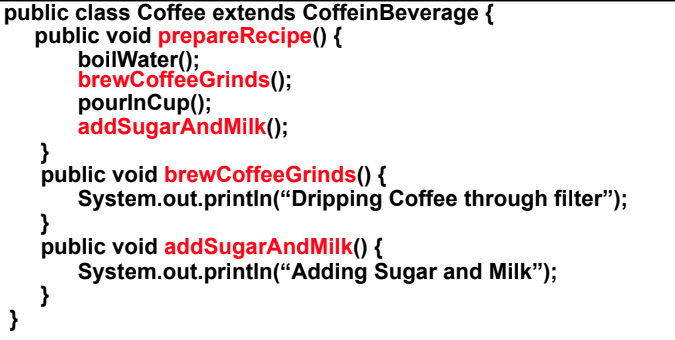 public class Coffee extends CoffeinBeverage {
public void prepareRecipe() {
boilWater();
brewCoffeeGrinds();
pourInCup();
addSugarAndMilk();
}
public void brewCoffeeGrinds() {
System.out.println(“Dripping Coffee through filter”);
}
public void addSugarAndMilk() {
System.out.println(“Adding Sugar and Milk”);
}
}